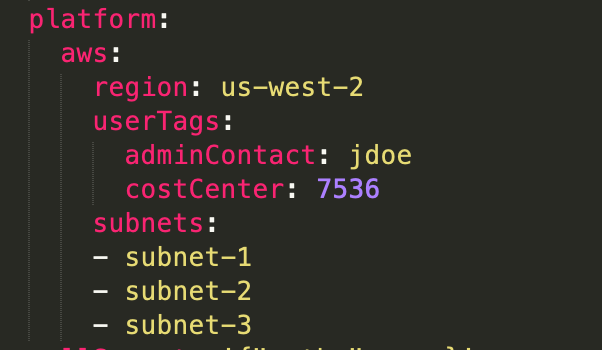 platform:
  aws:
    region: us-west-2
    userTags:
      adminContact: jdoe
      costCenter: 7536
    subnets:
    - subnet-1
    - subnet-2
    - subnet-3